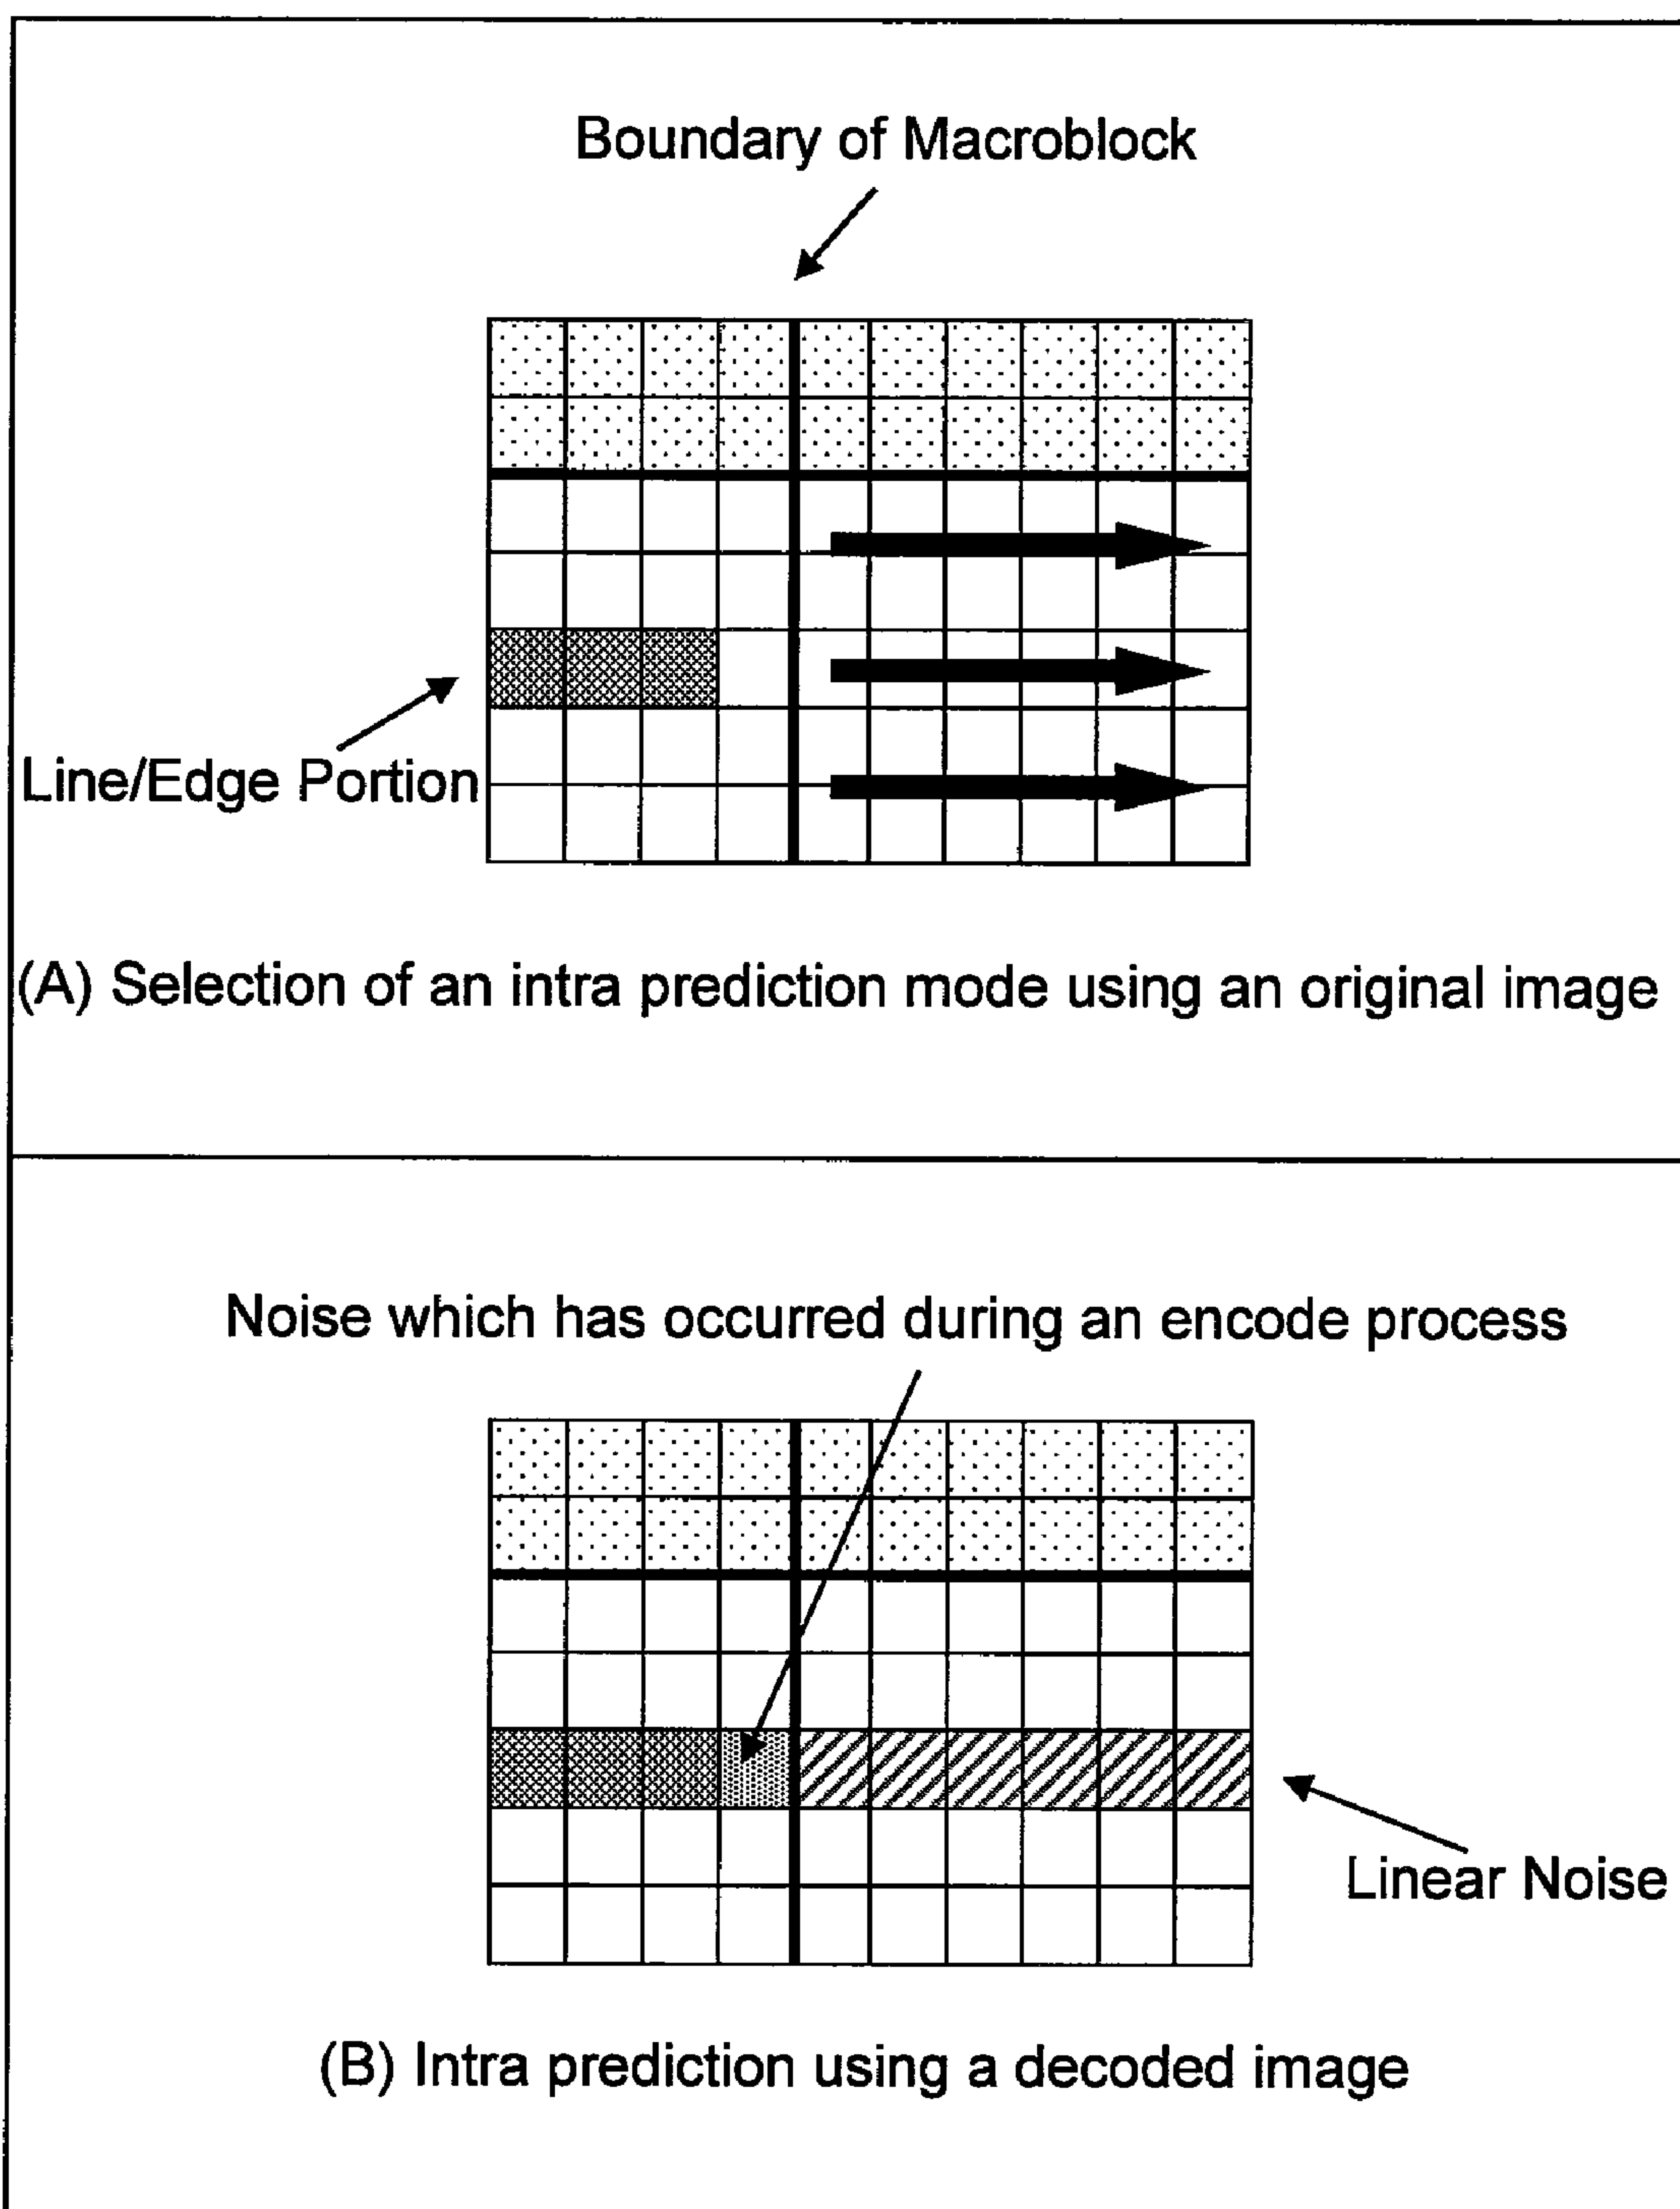 Boundary of Macroblock
Line/Edge Portion
(A) Selection of an intra prediction mode using an original image
Noise which has occurred during an encode process
Linear Noise
(B) Intra prediction using a decoded image